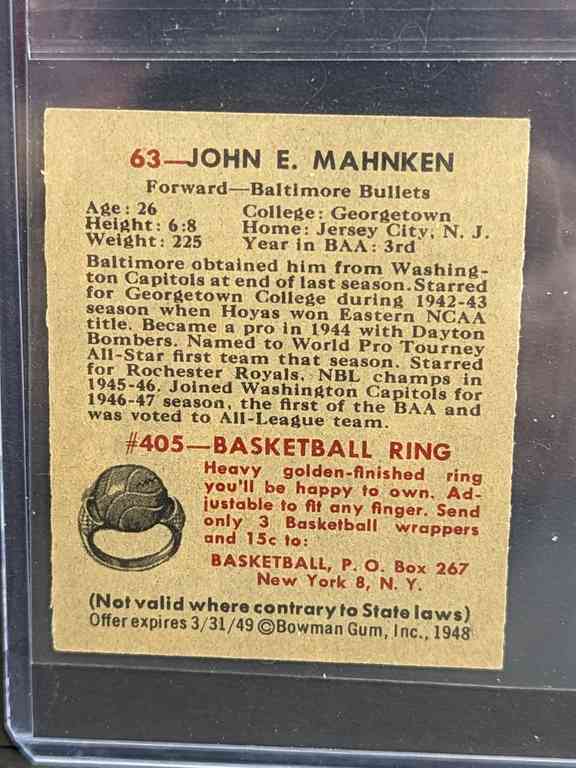 63—JOHN E. MAHNKEN
Forward—Baltimore Bullets
Age: 26
Height: 6:8
Weight: 225
College: Georgetown
Home: Jersey City, N. J.
Year in BAA: 3rd
Baltimore obtained him from Washing-
ton Capitols at end of last season. Starred
for Georgetown College during 1942-43
season when Hoyas won Eastern NCAA
title. Became a pro in 1944 with Dayton
Bombers. Named to World Pro Tourney
All-Star first team that season. Starred
for Rochester Royals, NBL champs in
1945-46. Joined Washington Capitols for
1946-47 season, the first of the BAA and
was voted to All-League team.
#405—BASKETBALL RING
Heavy golden-finished ring
you'll be happy to own. Ad-
justable to fit any finger. Send
only 3 Basketball wrappers
and 15c to:
BASKETBALL, P. O. Box 267
New York 8, N. Y.
(Not valid where contrary to State laws)
Offer expires 3/31/49 ©Bowman Gum, Inc., 1948